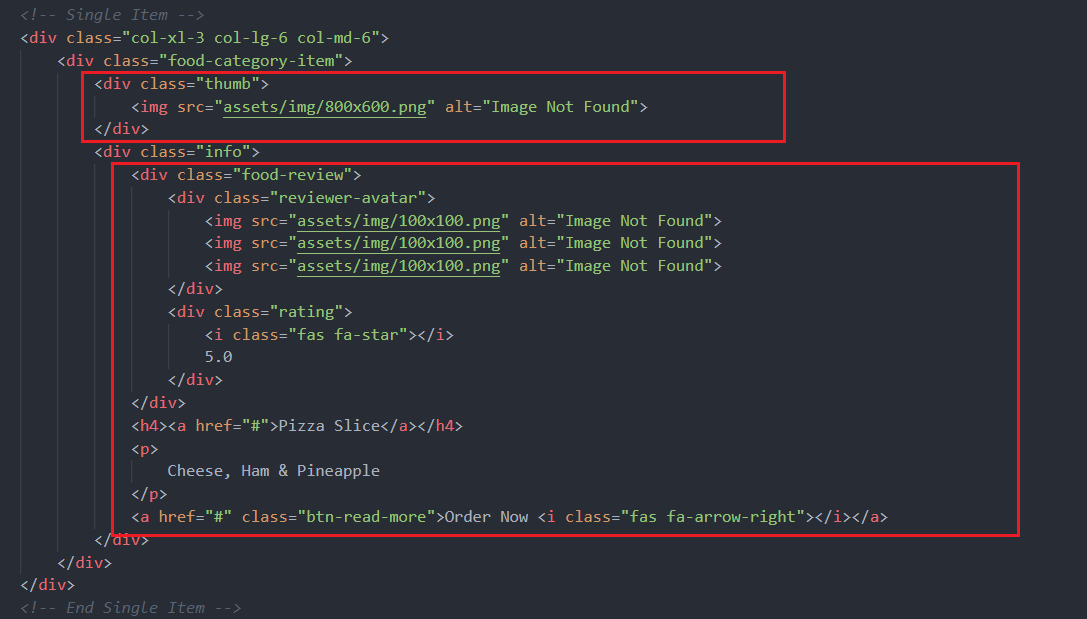 <!-- Single Item -->
<div class="col-xl-3 col-lg-6 col-md-6">
    <div class="food-category-item">
        <div class="thumb">
            <img src="assets/img/800x600.png" alt="Image Not Found">
        </div>
        <div class="info">
            <div class="food-review">
                <div class="reviewer-avatar">
                    <img src="assets/img/100x100.png" alt="Image Not Found">
                    <img src="assets/img/100x100.png" alt="Image Not Found">
                    <img src="assets/img/100x100.png" alt="Image Not Found">
                </div>
                <div class="rating">
                    <i class="fas fa-star"></i>
                    5.0
                </div>
            </div>
            <h4><a href="#">Pizza Slice</a></h4>
            <p>
                Cheese, Ham & Pineapple
            </p>
            <a href="#" class="btn-read-more">Order Now <i class="fas fa-arrow-right"></i></a>
        </div>
    </div>
</div>
<!-- End Single Item -->